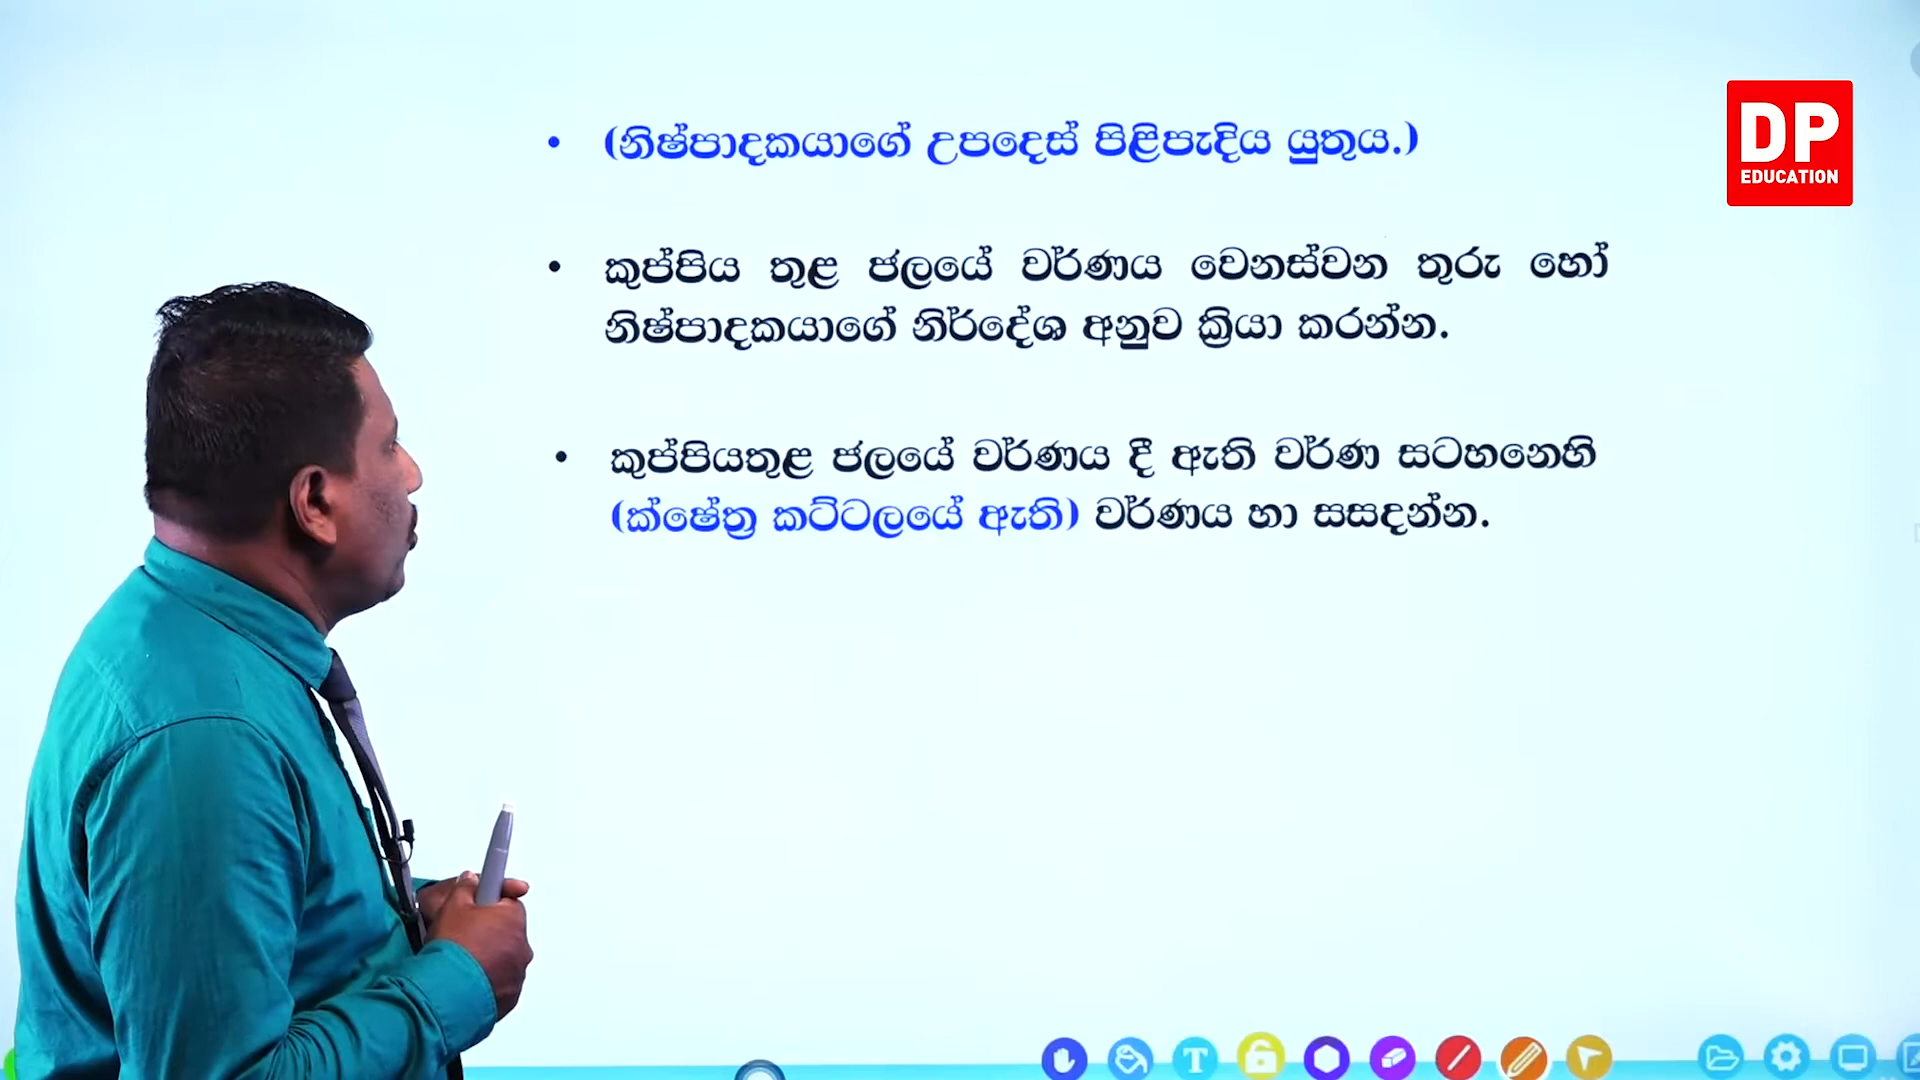 DP
EDUCATION
• (නිෂ්පාදකයාගේ උපදෙස් පිළිපැදිය යුතුය.)
• කුප්පිය තුළ ජලයේ වර්ණය වෙනස්වන තුරු හෝ
නිෂ්පාදකයාගේ නිර්දේශ අනුව ක්‍රියා කරන්න.
• කුප්පියතුළ ජලයේ වර්ණය දී ඇති වර්ණ සටහනෙහි
(ක්ෂේත්‍ර කට්ටලයේ ඇති) වර්ණය හා සසදන්න.
T